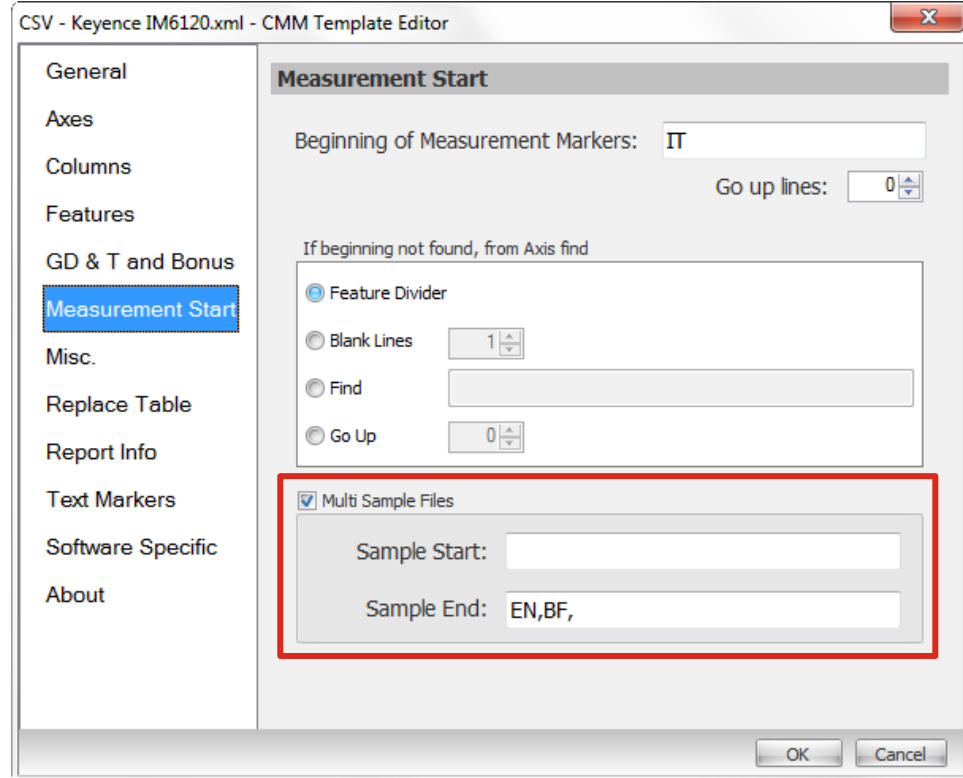 CSV - Keyence IM6120.xml - CMM Template Editor
General
Axes
Columns
Features
GD & T and Bonus
Measurement Start
Misc.
Replace Table
Report Info
Text Markers
Software Specific
About
Measurement Start
Beginning of Measurement Markers: IT
Go up lines: 0
If beginning not found, from Axis find
Feature Divider
Blank Lines 1
Find
Go Up 0
Multi Sample Files
Sample Start:
Sample End: EN,BF,
OK Cancel